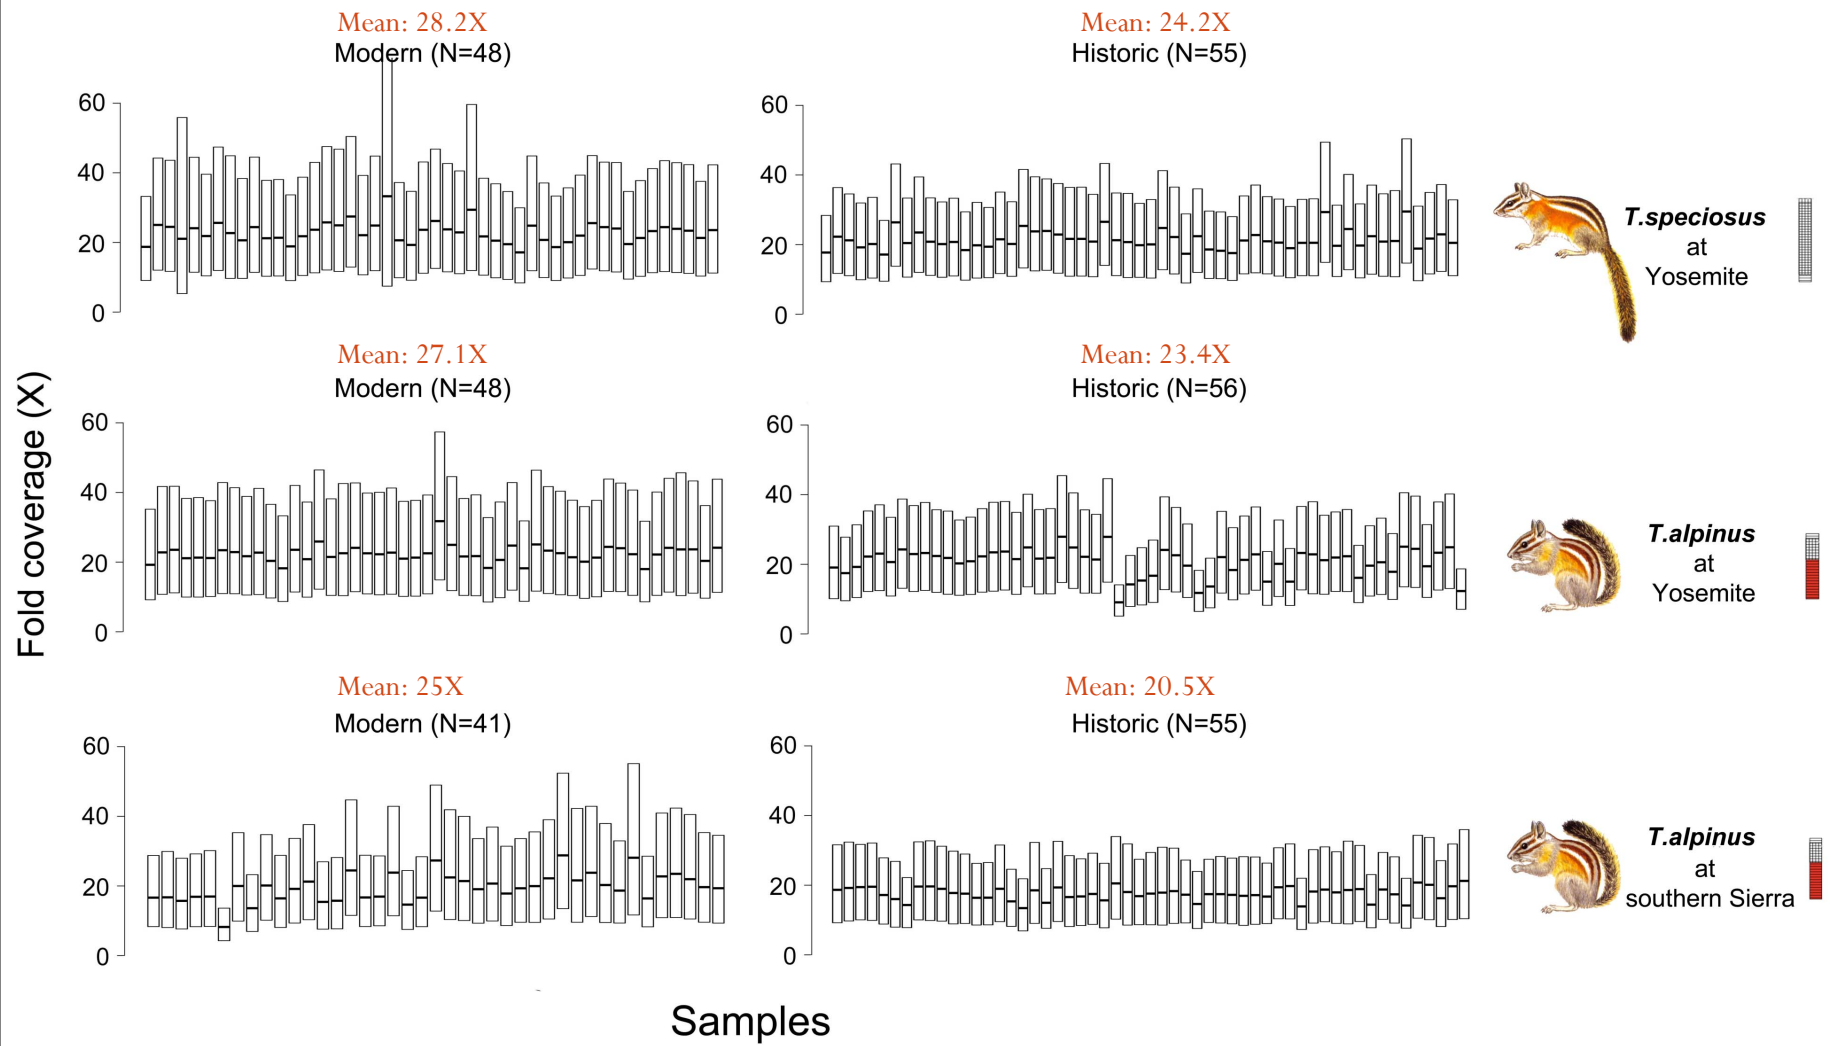 Mean: 28.2X
Modern (N=48)
60
40
20
0
Mean: 24.2X
Historic (N=55)
60
40
20
0
T.speciosus
at
Yosemite
Fold coverage (X)
Mean: 27.1X
Modern (N=48)
60
40
20
0
Mean: 23.4X
Historic (N=56)
60
40
20
0
T.alpinus
at
Yosemite
Mean: 25X
Modern (N=41)
60
40
20
0
Mean: 20.5X
Historic (N=55)
60
40
20
0
T.alpinus
at
southern Sierra
Samples